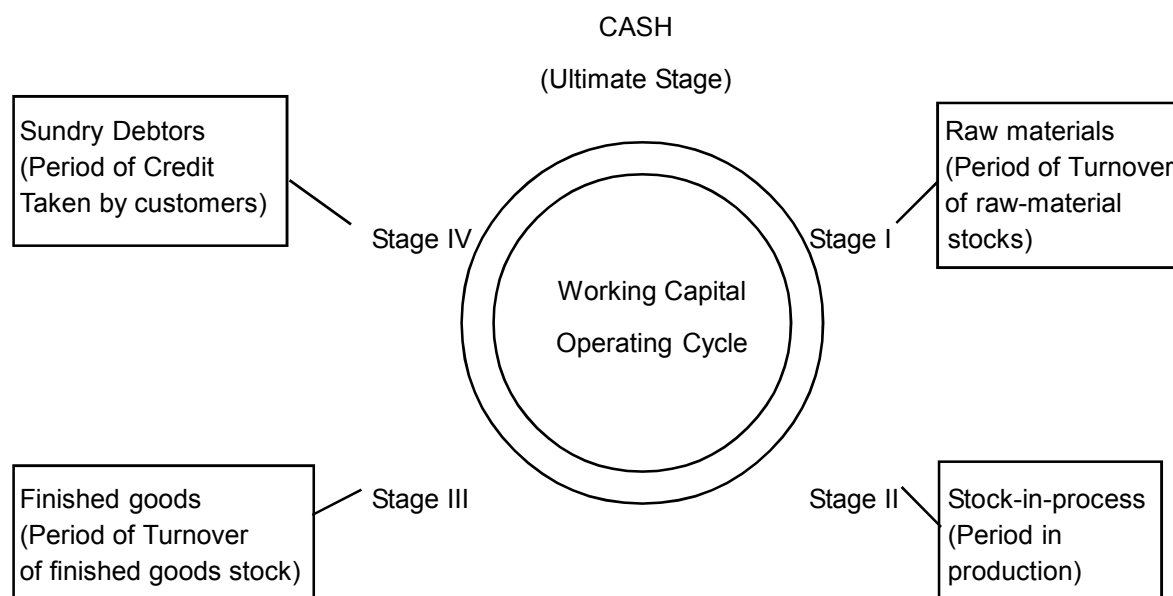 CASH
(Ultimate Stage)
Sundry Debtors
(Period of Credit
Taken by customers)
Raw materials
(Period of Turnover
of raw-material
stocks)
Stage IV
Stage I
Working Capital
Operating Cycle
Finished goods
(Period of Turnover
of finished goods stock)
Stage III
Stage II
Stock-in-process
(Period in
production)